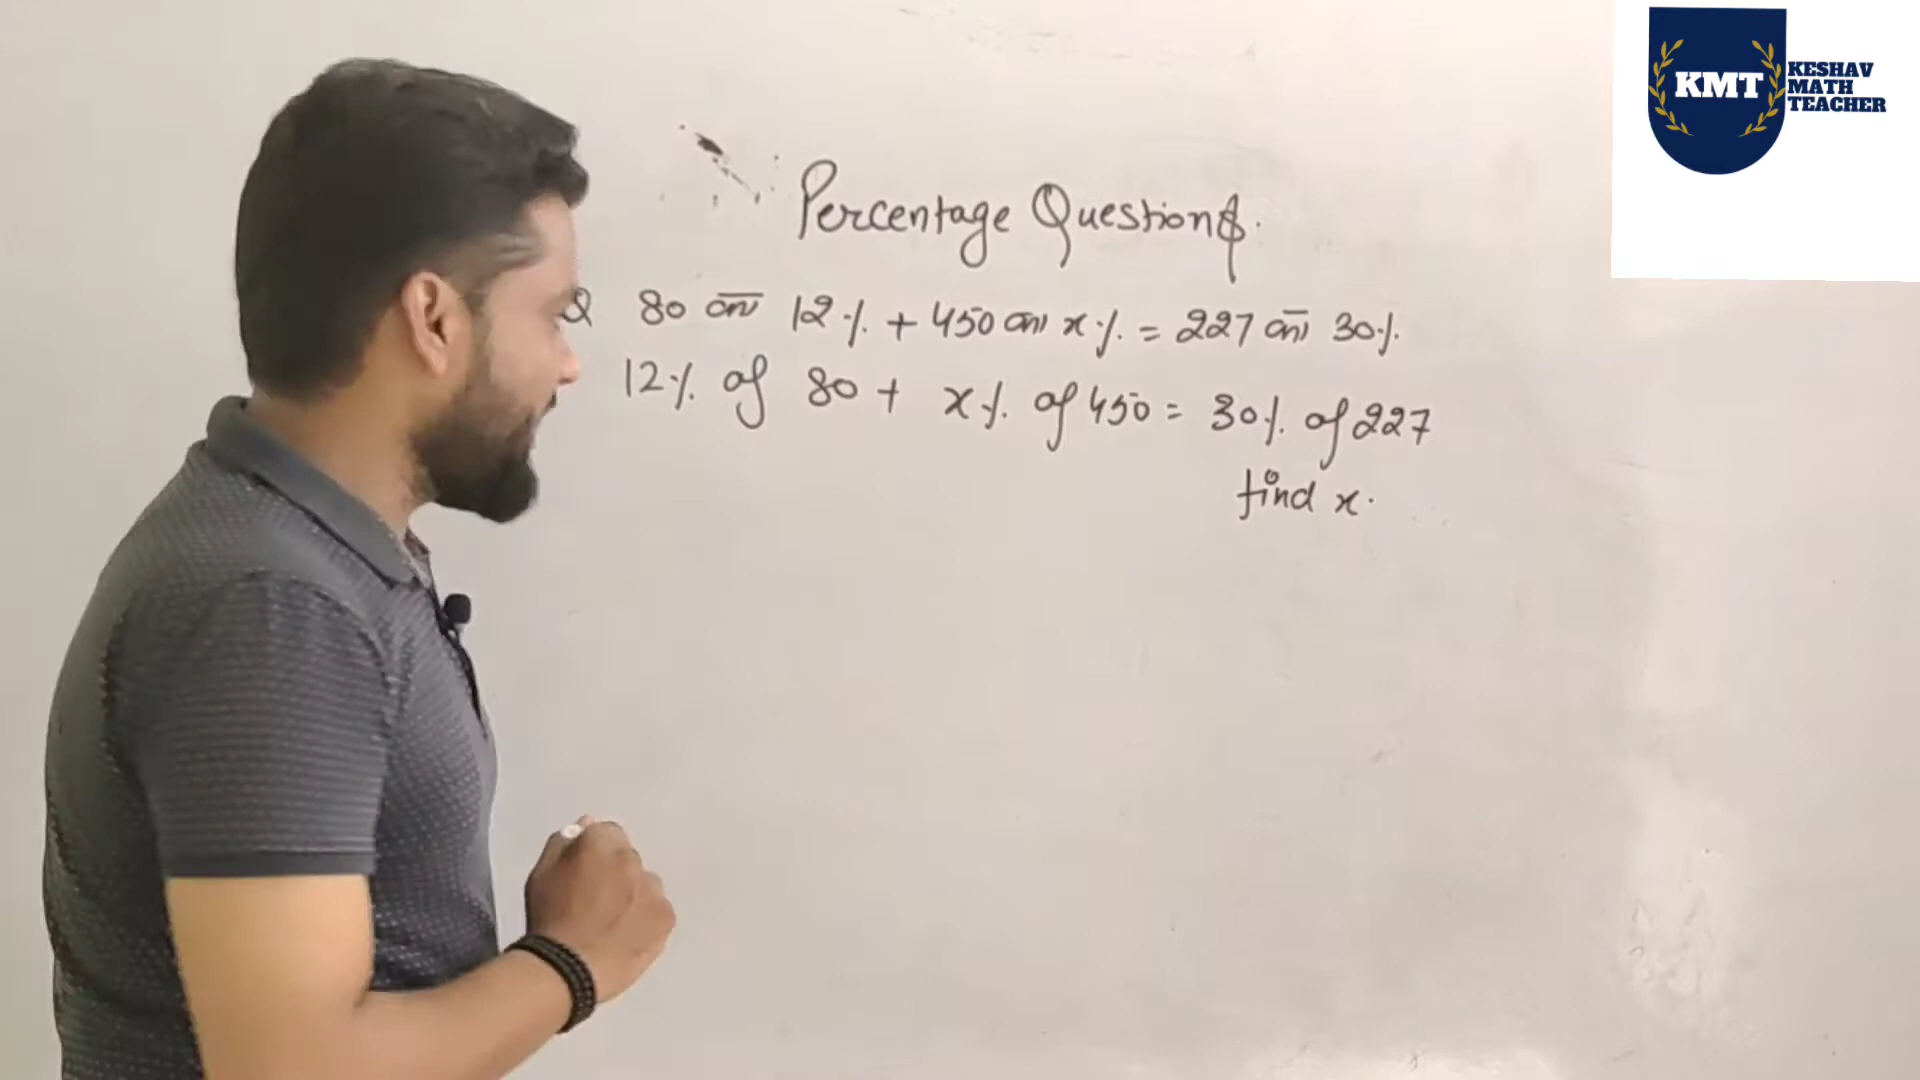 KMT
KESHAV
MATH
TEACHER
Percentage Questions.
Q 80 का 12% + 450 का x% = 227 का 30%.
12% of 80 + x% of 450 = 30% of 227
find x.